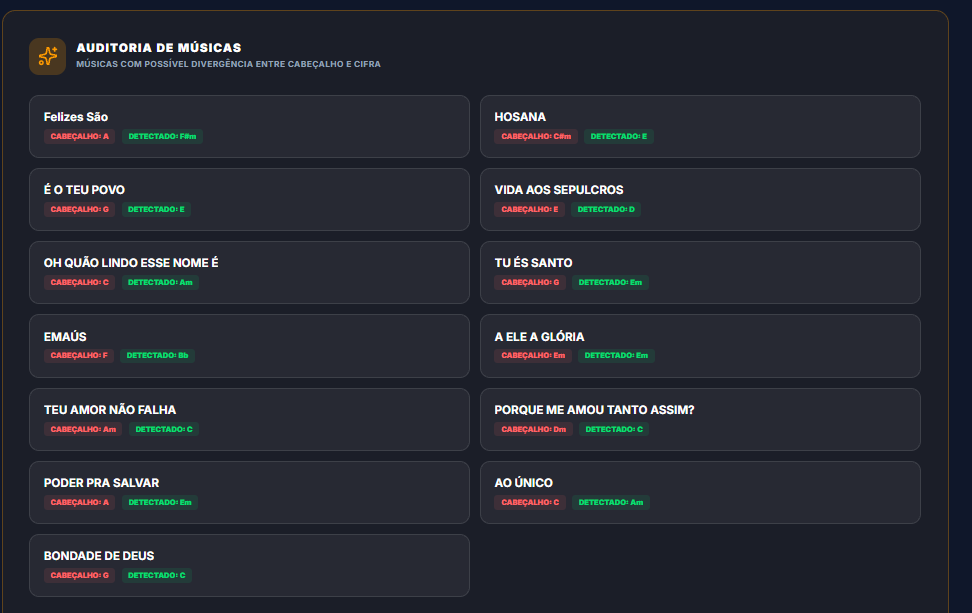 AUDITORIA DE MÚSICAS
MÚSICAS COM POSSÍVEL DIVERGÊNCIA ENTRE CABEÇALHO E CIFRA
Felizes São
CABEÇALHO: A DETECTADO: F#m
HOSANA
CABEÇALHO: C#m DETECTADO: E
É O TEU POVO
CABEÇALHO: G DETECTADO: E
VIDA AOS SEPULCROS
CABEÇALHO: E DETECTADO: D
OH QUÃO LINDO ESSE NOME É
CABEÇALHO: C DETECTADO: Am
TU ÉS SANTO
CABEÇALHO: G DETECTADO: Em
EMAÚS
CABEÇALHO: F DETECTADO: Bb
A ELE A GLÓRIA
CABEÇALHO: Em DETECTADO: Em
TEU AMOR NÃO FALHA
CABEÇALHO: Am DETECTADO: C
PORQUE ME AMOU TANTO ASSIM?
CABEÇALHO: Dm DETECTADO: C
PODER PRA SALVAR
CABEÇALHO: A DETECTADO: Em
AO ÚNICO
CABEÇALHO: C DETECTADO: Am
BONDADE DE DEUS
CABEÇALHO: G DETECTADO: C